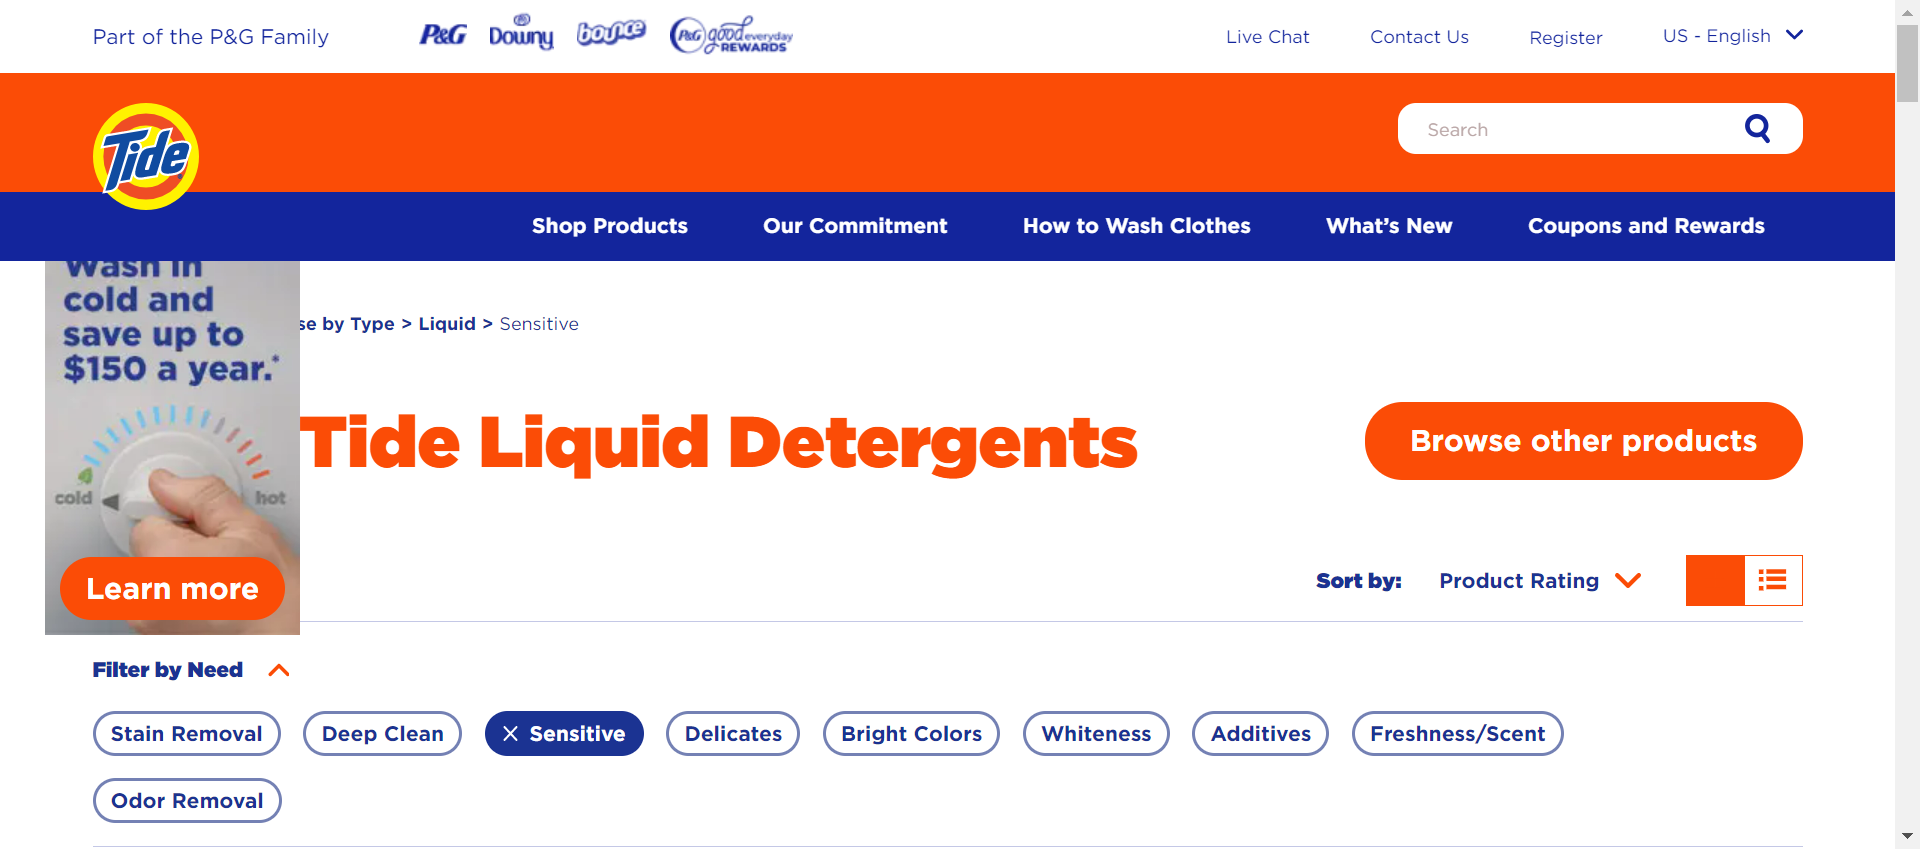 Part of the P&G Family
P&G
Downy
bounce
P&G good everyday
REWARDS
Live Chat
Contact Us
Register
US - English
Tide
Search
Shop Products
Our Commitment
How to Wash Clothes
What's New
Coupons and Rewards
Wash in
cold and
save up to
$150 a year.*
cold
hot
Learn more
se by Type > Liquid > Sensitive
Tide Liquid Detergents
Browse other products
Sort by:
Product Rating
Filter by Need
Stain Removal
Deep Clean
Sensitive
Delicates
Bright Colors
Whiteness
Additives
Freshness/Scent
Odor Removal